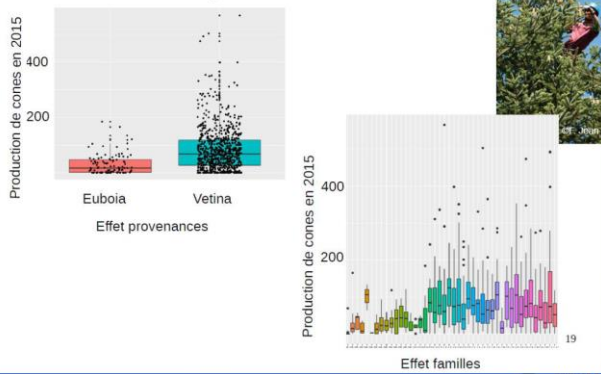 Production de cones en 2015
400
200
Euboia
Vetina
Effet provenances
Production de cones en 2015
400
200
Effet familles
19